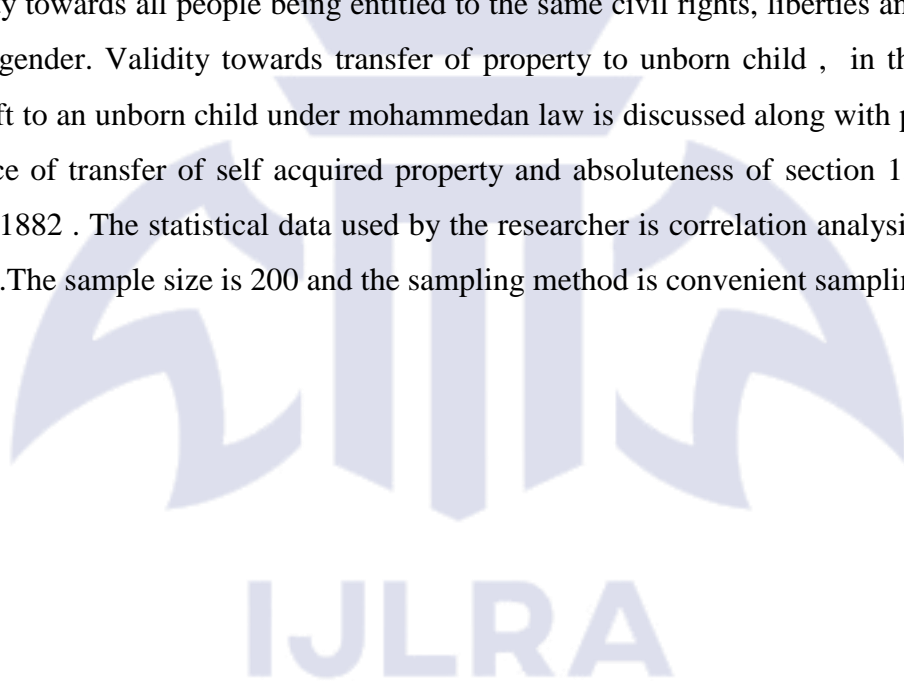 y towards all people being entitled to the same civil rights, liberties an
gender. Validity towards transfer of property to unborn child , in th
ft to an unborn child under mohammedan law is discussed along with p
ce of transfer of self acquired property and absoluteness of section 1
1882 . The statistical data used by the researcher is correlation analysi
.The sample size is 200 and the sampling method is convenient samplin
IJLRA